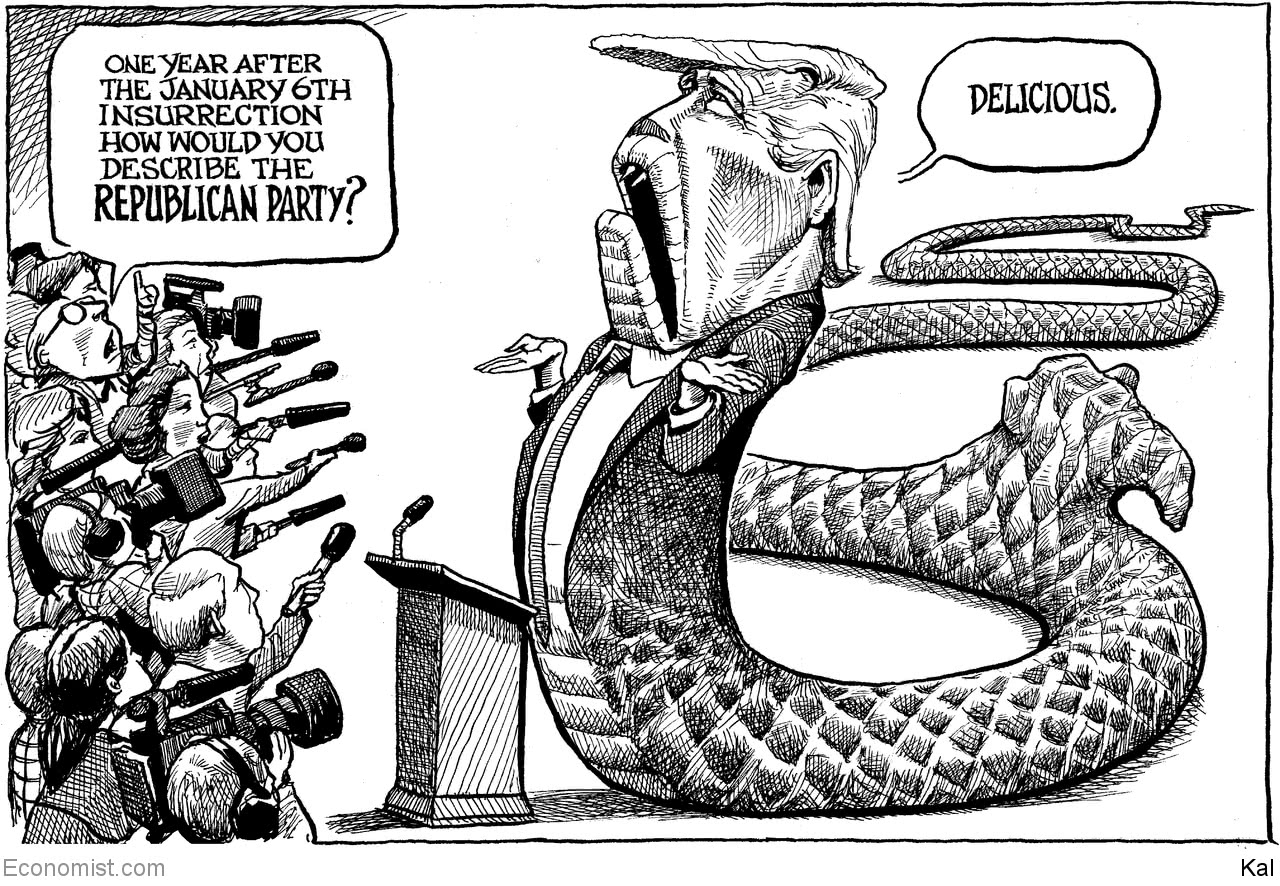 ONE YEAR AFTER
THE JANUARY 6TH
INSURRECTION
HOW WOULD YOU
DESCRIBE THE
REPUBLICAN PARTY?
DELICIOUS.
Economist.com
Kal